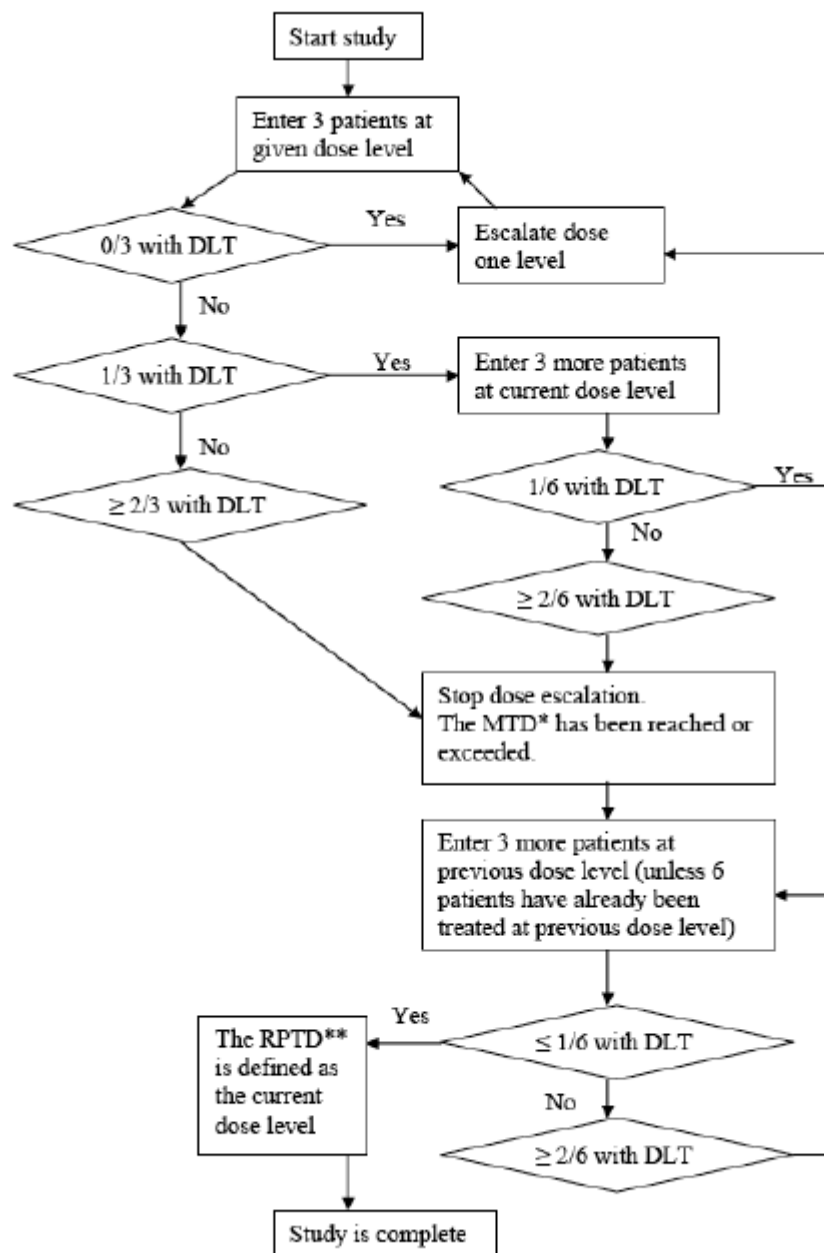 Start study
Enter 3 patients at
given dose level
0/3 with DLT
Yes
Escalate dose
one level
No
1/3 with DLT
Yes
Enter 3 more patients
at current dose level
No
≥ 2/3 with DLT
1/6 with DLT
Yes
No
≥ 2/6 with DLT
Stop dose escalation.
The MTD* has been reached or
exceeded.
Enter 3 more patients at
previous dose level (unless 6
patients have already been
treated at previous dose level)
≤ 1/6 with DLT
Yes
The RPTD**
is defined as
the current
dose level
No
≥ 2/6 with DLT
Study is complete